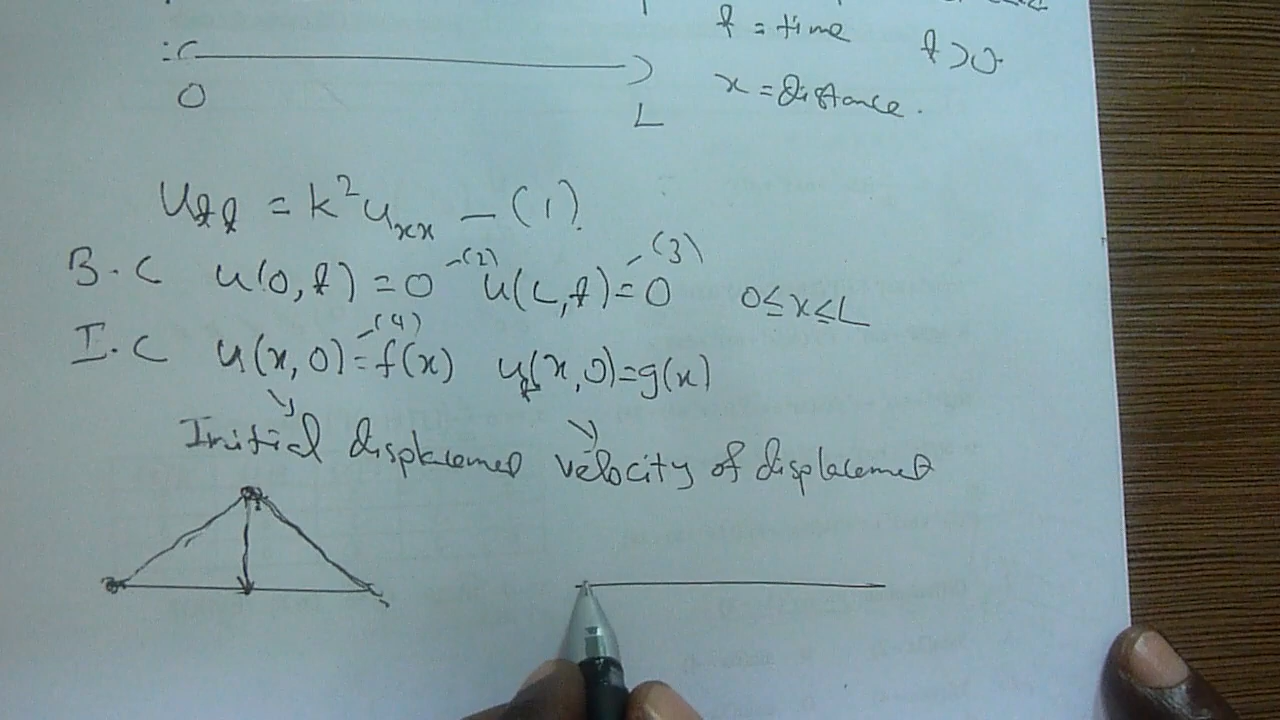 t = time t > 0
x = distance.
0 L
u_tt = k²u_xx – (1)
B.C u(0,t) = 0 –(2) u(L,t) = 0 –(3) 0≤x≤L
I.C u(x,0) = f(x) –(4) u_t(x,0)=g(x)
Initial displacemen velocity of displacement